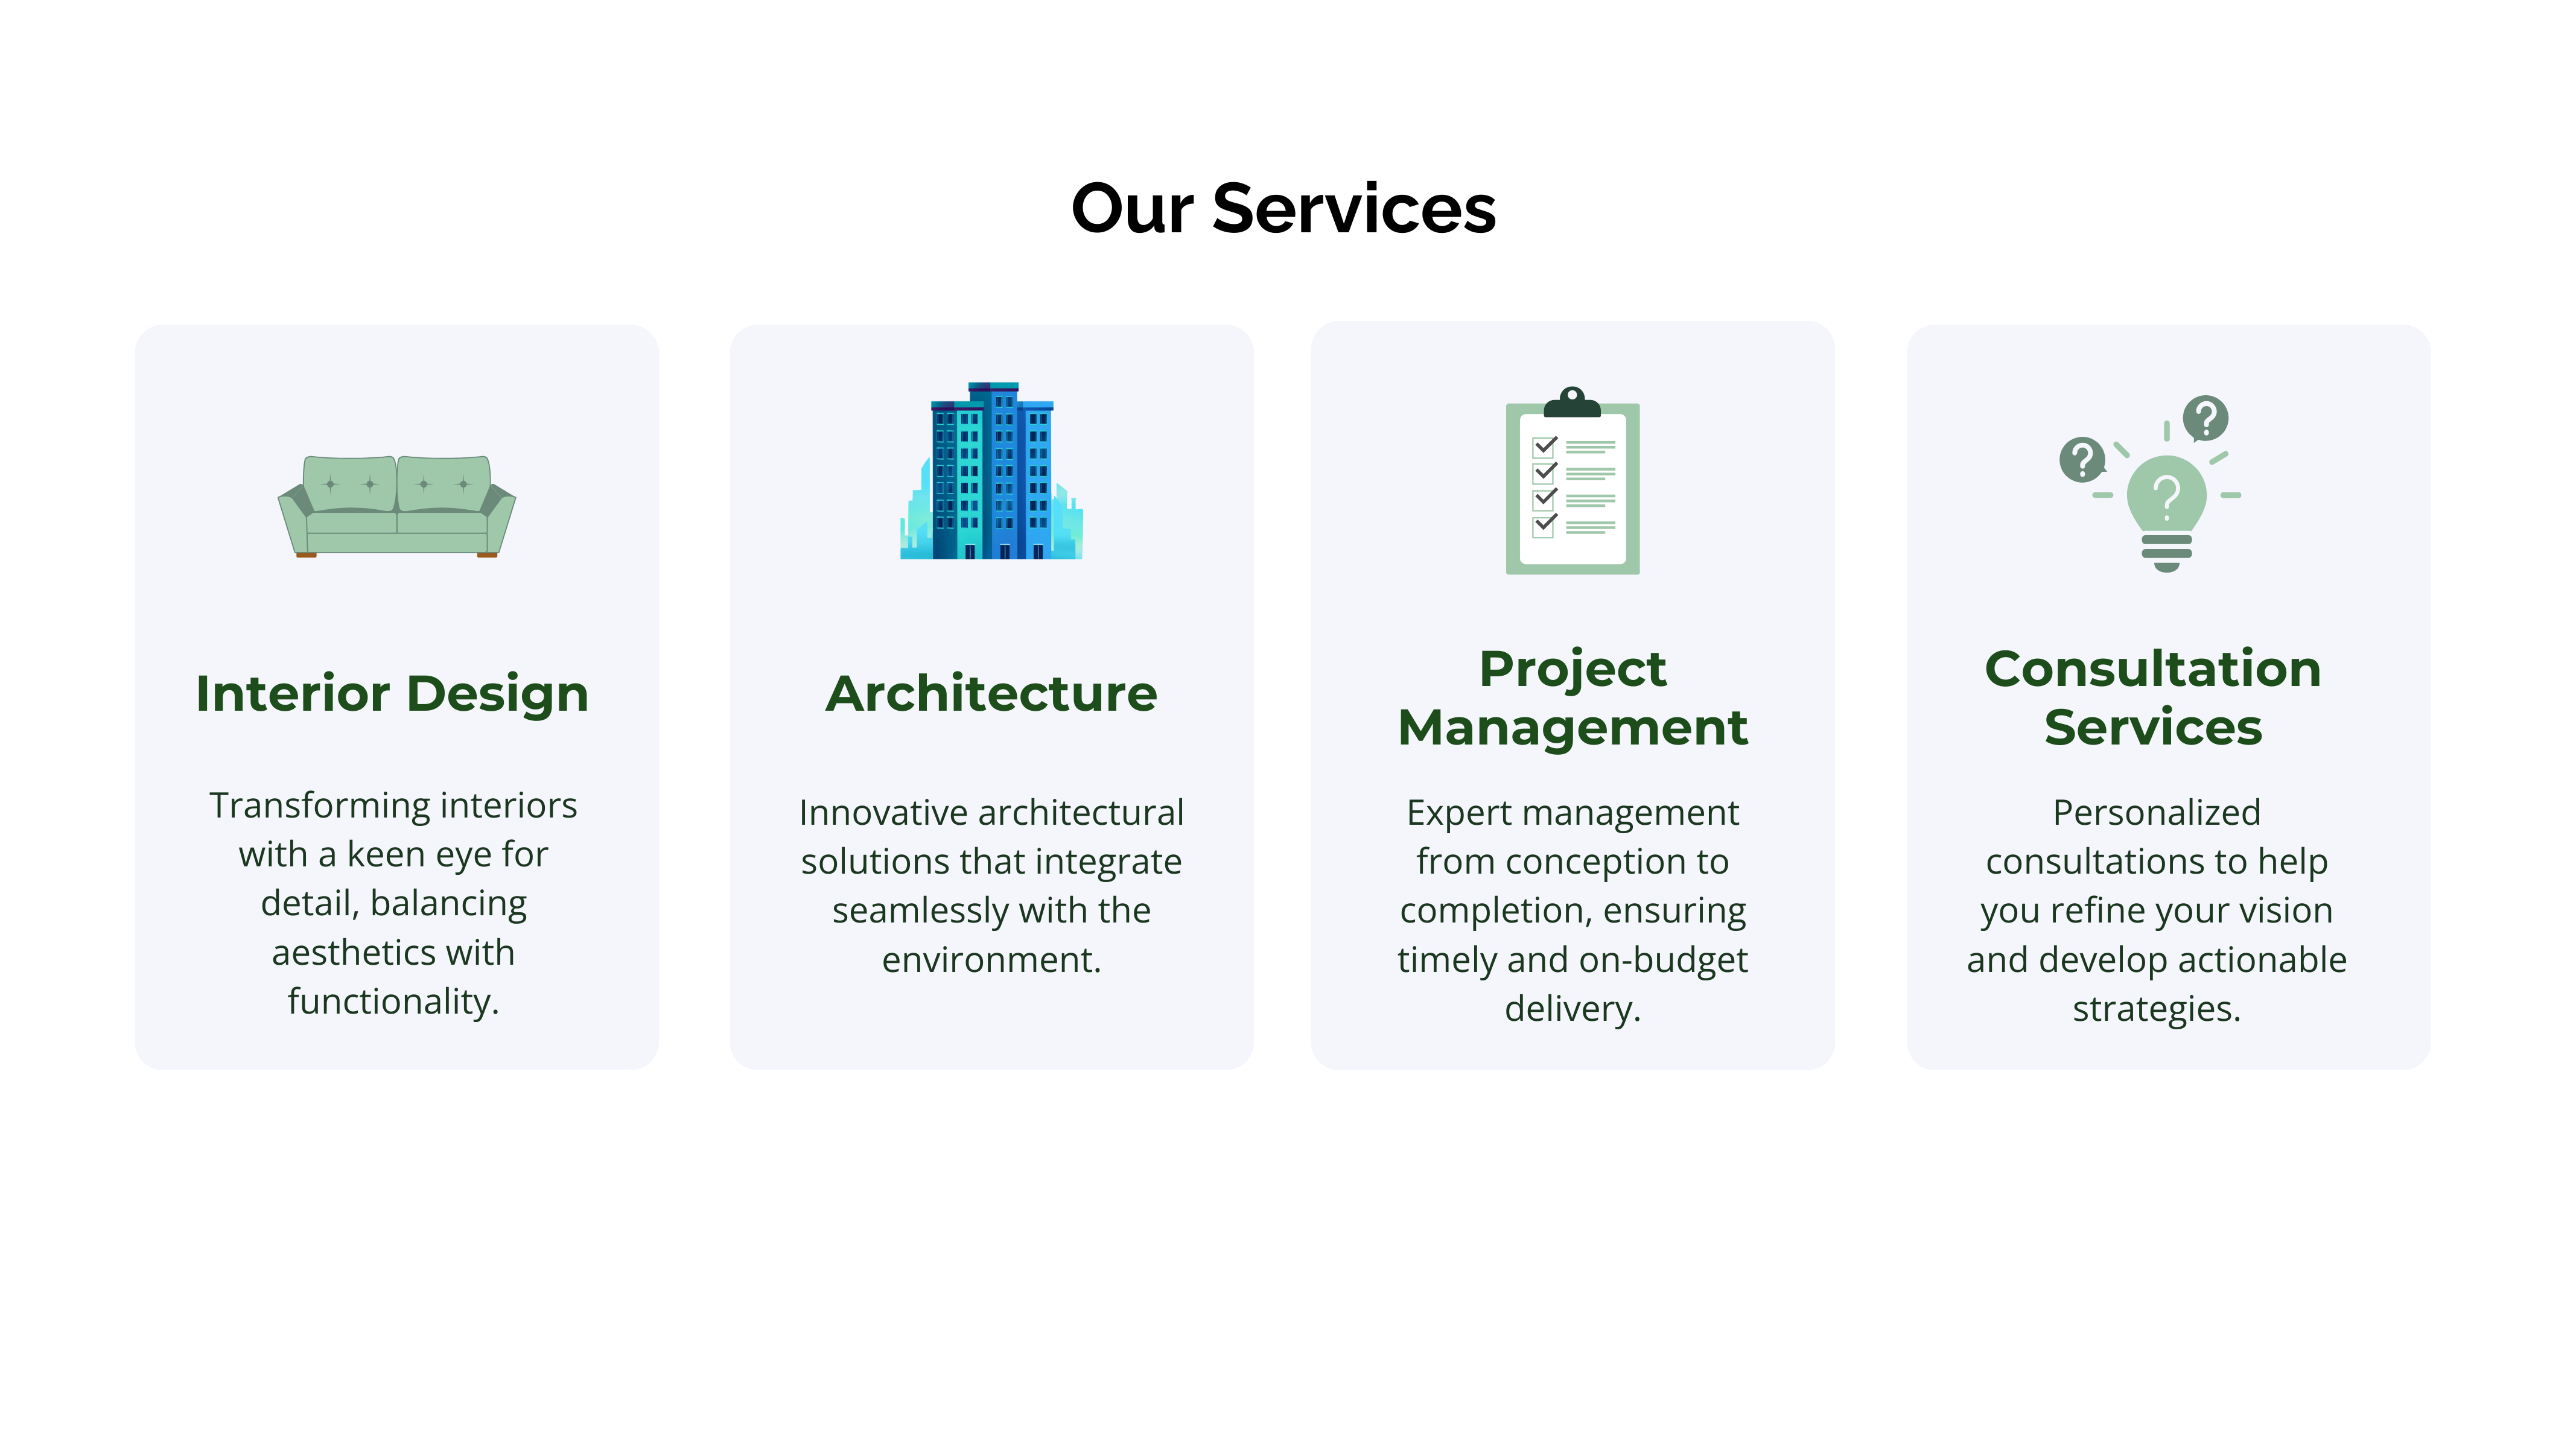 Our Services
Interior Design
Transforming interiors
with a keen eye for
detail, balancing
aesthetics with
functionality.
Architecture
Innovative architectural
solutions that integrate
seamlessly with the
environment.
Project
Management
Expert management
from conception to
completion, ensuring
timely and on-budget
delivery.
?
?
?
Consultation
Services
Personalized
consultations to help
you refine your vision
and develop actionable
strategies.